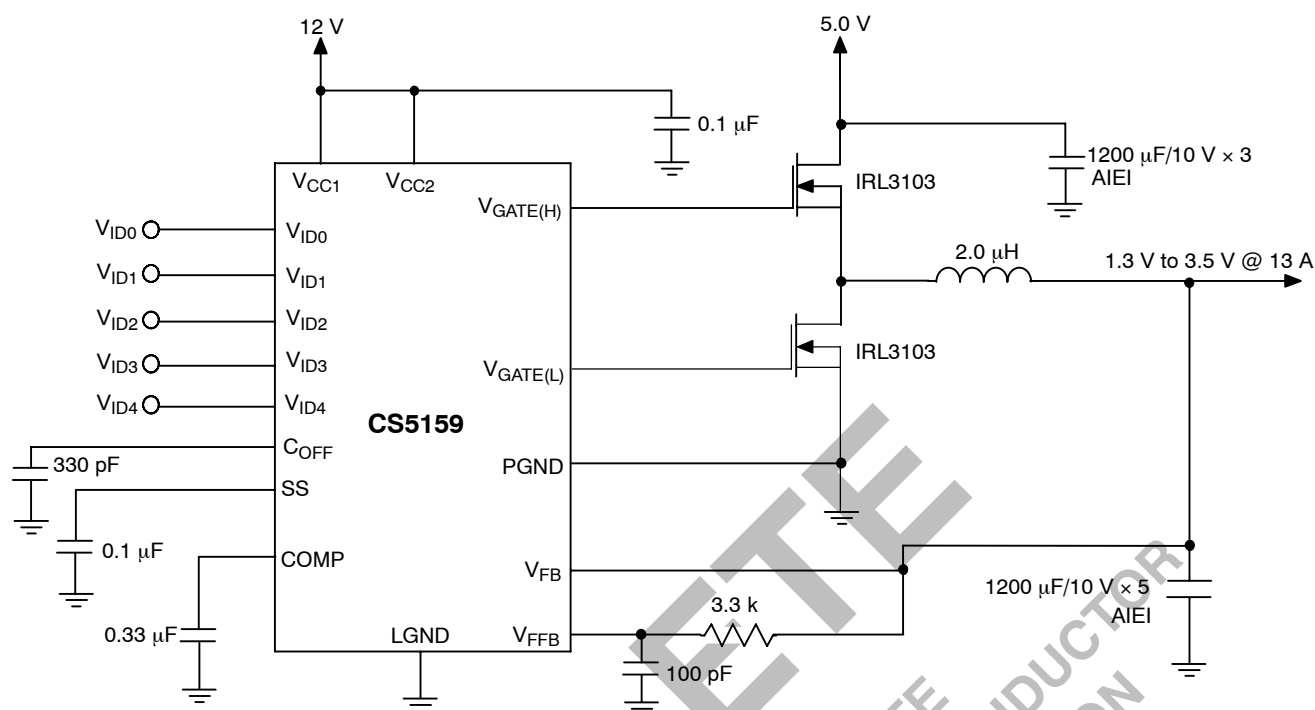 12 V
5.0 V
0.1 μF
1200 μF/10 V × 3
AIEI
VCC1
VCC2
IRL3103
VGATE(H)
VID0
VID0
VID1
VID1
VID2
VID2
VID3
VID3
VID4
VID4
2.0 μH
1.3 V to 3.5 V @ 13 A
IRL3103
VGATE(L)
CS5159
COFF
330 pF
SS
PGND
0.1 μF
COMP
VFB
1200 μF/10 V × 5
AIEI
3.3 k
0.33 μF
LGND
VFFB
100 pF